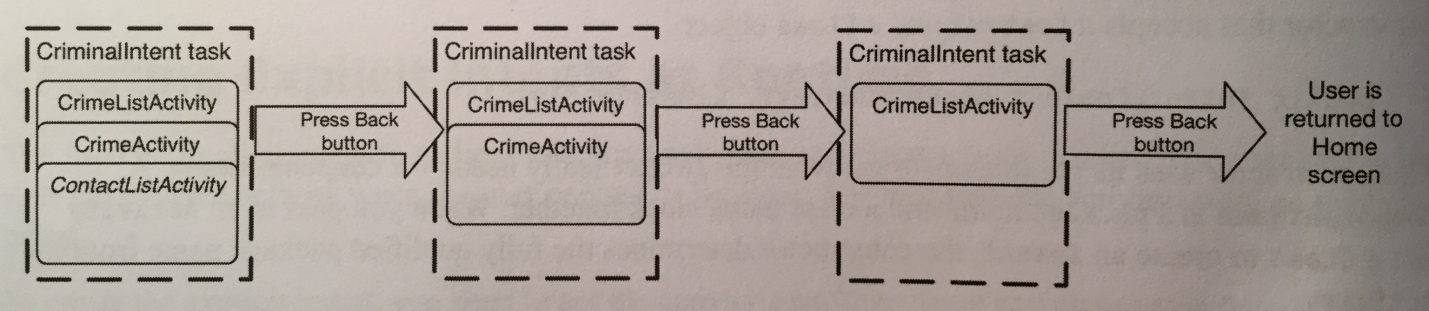 CriminalIntent task
CrimeListActivity
CrimeActivity
ContactListActivity
Press Back
button
CriminalIntent task
CrimeListActivity
CrimeActivity
Press Back
button
CriminalIntent task
CrimeListActivity
Press Back
button
User is
returned to
Home
screen